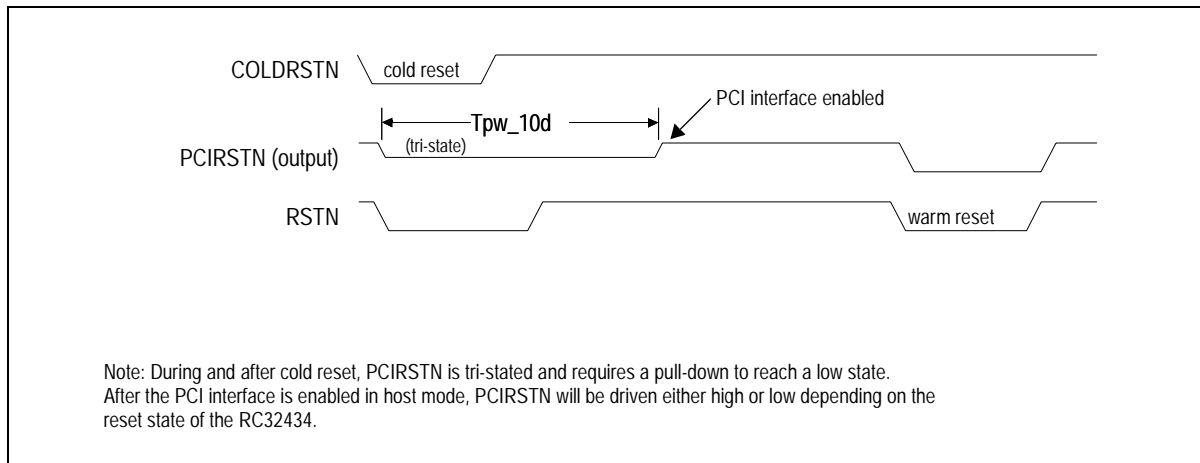 COLDRSTN
cold reset
PCI interface enabled
Tpw_10d
(tri-state)
PCIRSTN (output)
RSTN
warm reset
Note: During and after cold reset, PCIRSTN is tri-stated and requires a pull-down to reach a low state.
After the PCI interface is enabled in host mode, PCIRSTN will be driven either high or low depending on the
reset state of the RC32434.